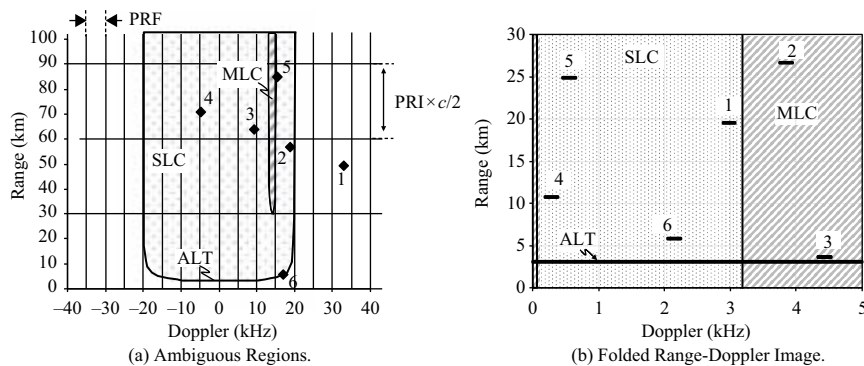 PRF
100
90
80
70
60
50
40
30
20
10
0
Range (km)
MLC
5
4
3
SLC
2
1
ALT
6
PRI × c/2
–40 –30 –20 –10 0 10 20 30 40
Doppler (kHz)
(a) Ambiguous Regions.
30
25
20
15
10
5
0
Range (km)
SLC
2
5
1
MLC
4
6
ALT
3
0 1 2 3 4 5
Doppler (kHz)
(b) Folded Range-Doppler Image.